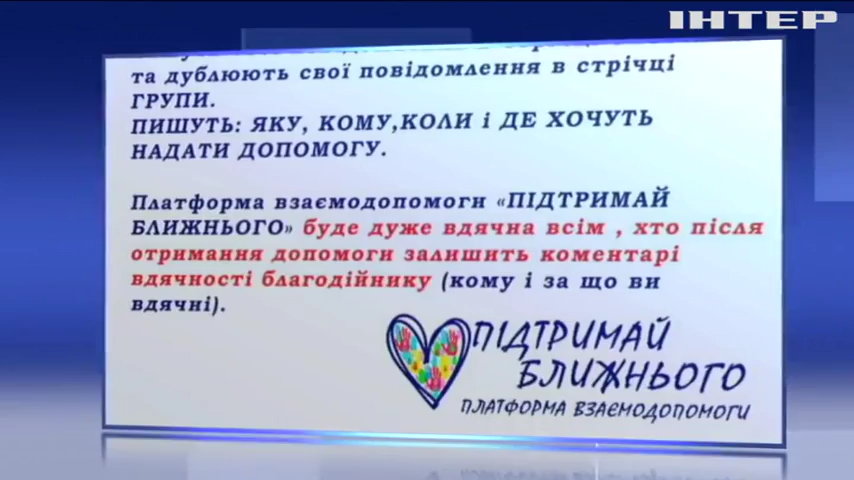 ІНТЕР
та дублюють свої повідомлення в стрічці
ГРУПИ.
ПИШУТЬ: ЯКУ, КОМУ,КОЛИ і ДЕ ХОЧУТЬ
НАДАТИ ДОПОМОГУ.
Платформа взаємодопомоги «ПІДТРИМАЙ
БЛИЖНЬОГО» буде дуже вдячна всім , хто після
отримання допомоги залишить коментарі
вдячності благодійнику (кому і за що ви
вдячні).
ПІДТРИМАЙ
БЛИЖНЬОГО
ПЛАТФОРМА ВЗАЄМОДОПОМОГИ